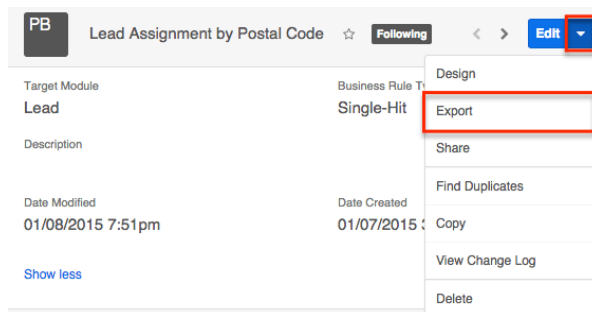 PB
Lead Assignment by Postal Code
Following
Edit
Target Module
Business Rule
Lead
Single-Hit
Description
Date Modified
Date Created
01/08/2015 7:51pm
01/07/2015
Show less
Design
Export
Share
Find Duplicates
Copy
View Change Log
Delete